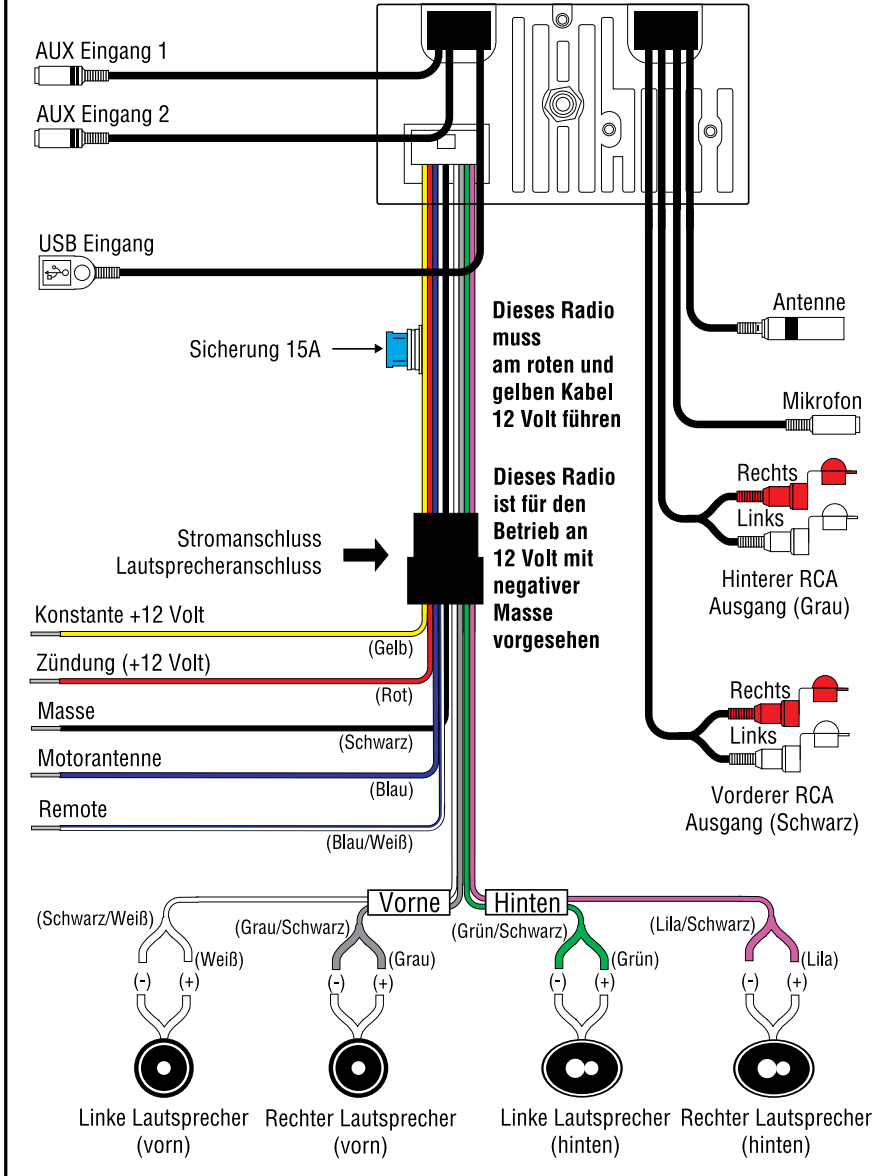 AUX Eingang 1
AUX Eingang 2
USB Eingang
Sicherung 15A
Dieses Radio
muss
am roten und
gelben Kabel
12 Volt führen
Dieses Radio
ist für den
Betrieb an
12 Volt mit
negativer
Masse
vorgesehen
Antenne
Mikrofon
Rechts
Links
Hinterer RCA
Ausgang (Grau)
Rechts
Links
Vorderer RCA
Ausgang (Schwarz)
Stromanschluss
Lautsprecheranschluss
Konstante +12 Volt
(Gelb)
Zündung (+12 Volt)
(Rot)
Masse
(Schwarz)
Motorantenne
(Blau)
Remote
(Blau/Weiß)
Vorne
Hinten
(Schwarz/Weiß)
(Weiß)
(Grau/Schwarz)
(Grau)
(Grün/Schwarz)
(Grün)
(Lila/Schwarz)
(Lila)
(-)
(+)
(-)
(+)
(-)
(+)
(-)
(+)
Linke Lautsprecher
(vorn)
Rechter Lautsprecher
(vorn)
Linke Lautsprecher
(hinten)
Rechter Lautsprecher
(hinten)